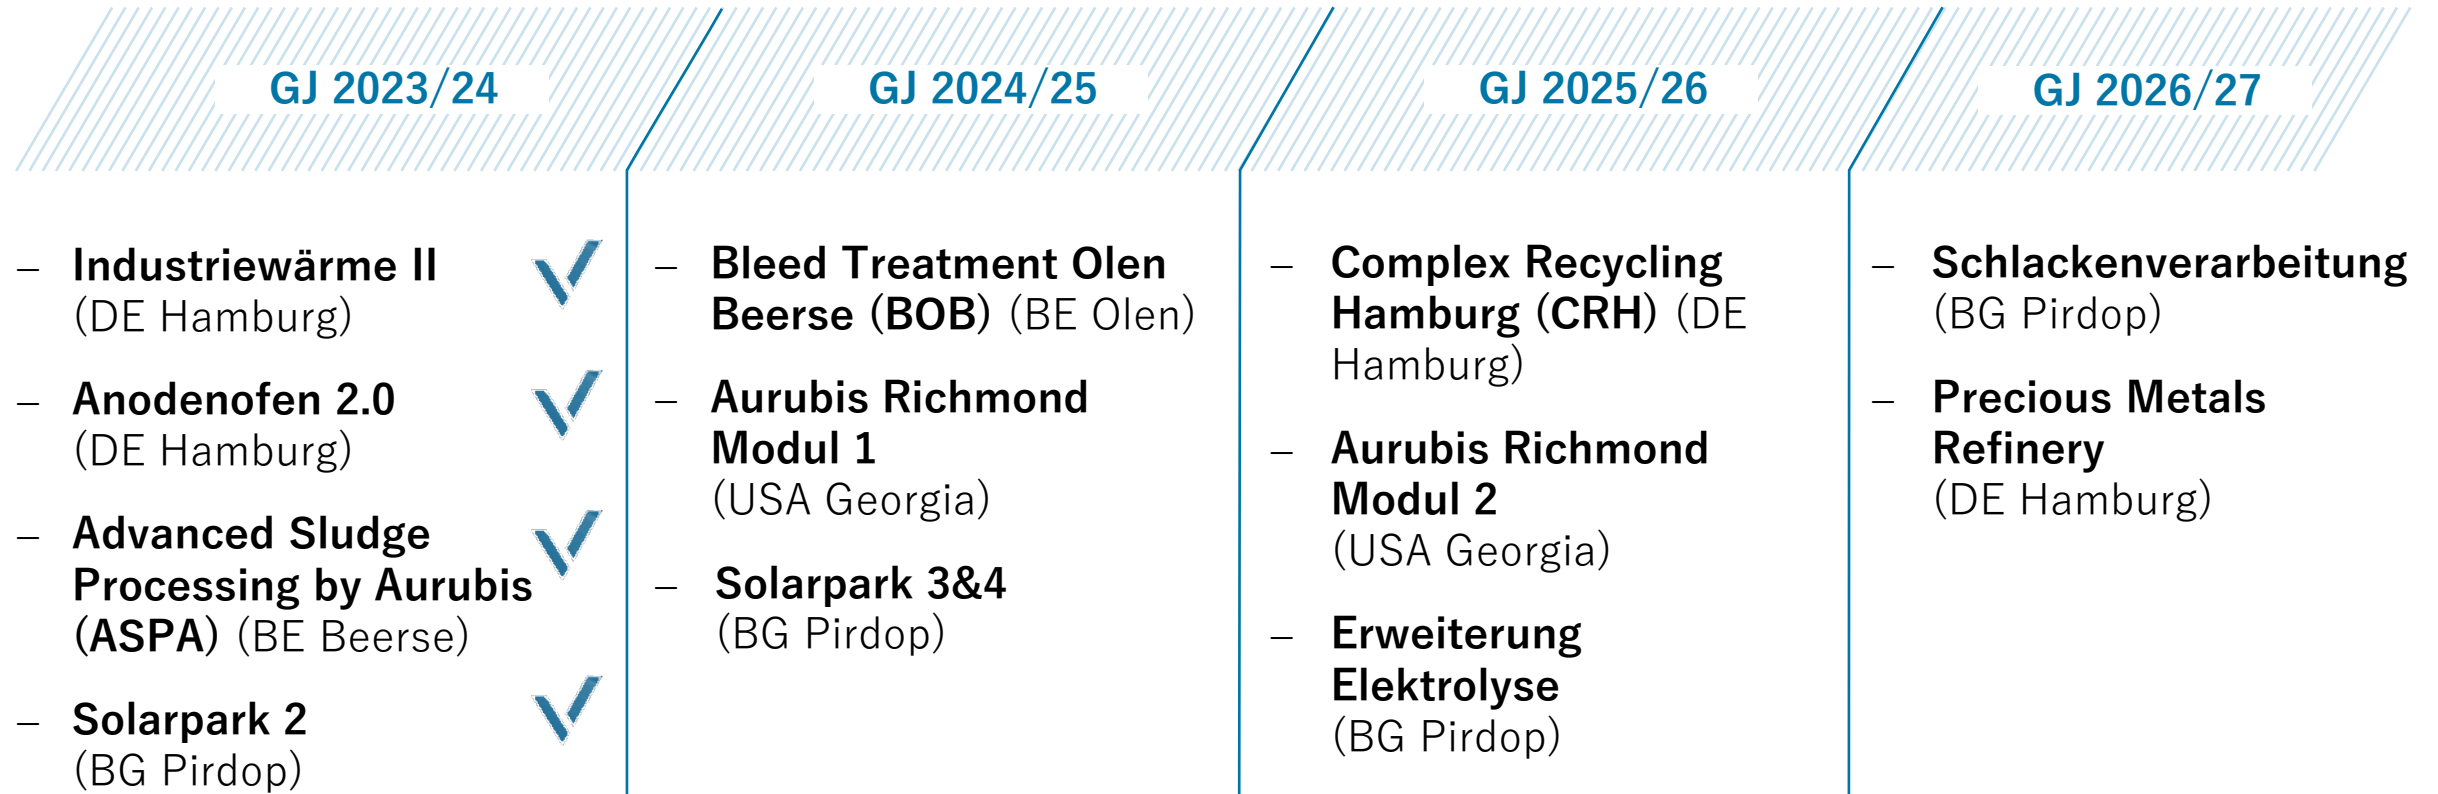 GJ 2023/24
– Industriewärme II
(DE Hamburg)
– Anodenofen 2.0
(DE Hamburg)
– Advanced Sludge
Processing by Aurubis
(ASPA) (BE Beerse)
– Solarpark 2
(BG Pirdop)
GJ 2024/25
– Bleed Treatment Olen
Beerse (BOB) (BE Olen)
– Aurubis Richmond
Modul 1
(USA Georgia)
– Solarpark 3&4
(BG Pirdop)
GJ 2025/26
– Complex Recycling
Hamburg (CRH) (DE
Hamburg)
– Aurubis Richmond
Modul 2
(USA Georgia)
– Erweiterung
Elektrolyse
(BG Pirdop)
GJ 2026/27
– Schlackenverarbeitung
(BG Pirdop)
– Precious Metals
Refinery
(DE Hamburg)